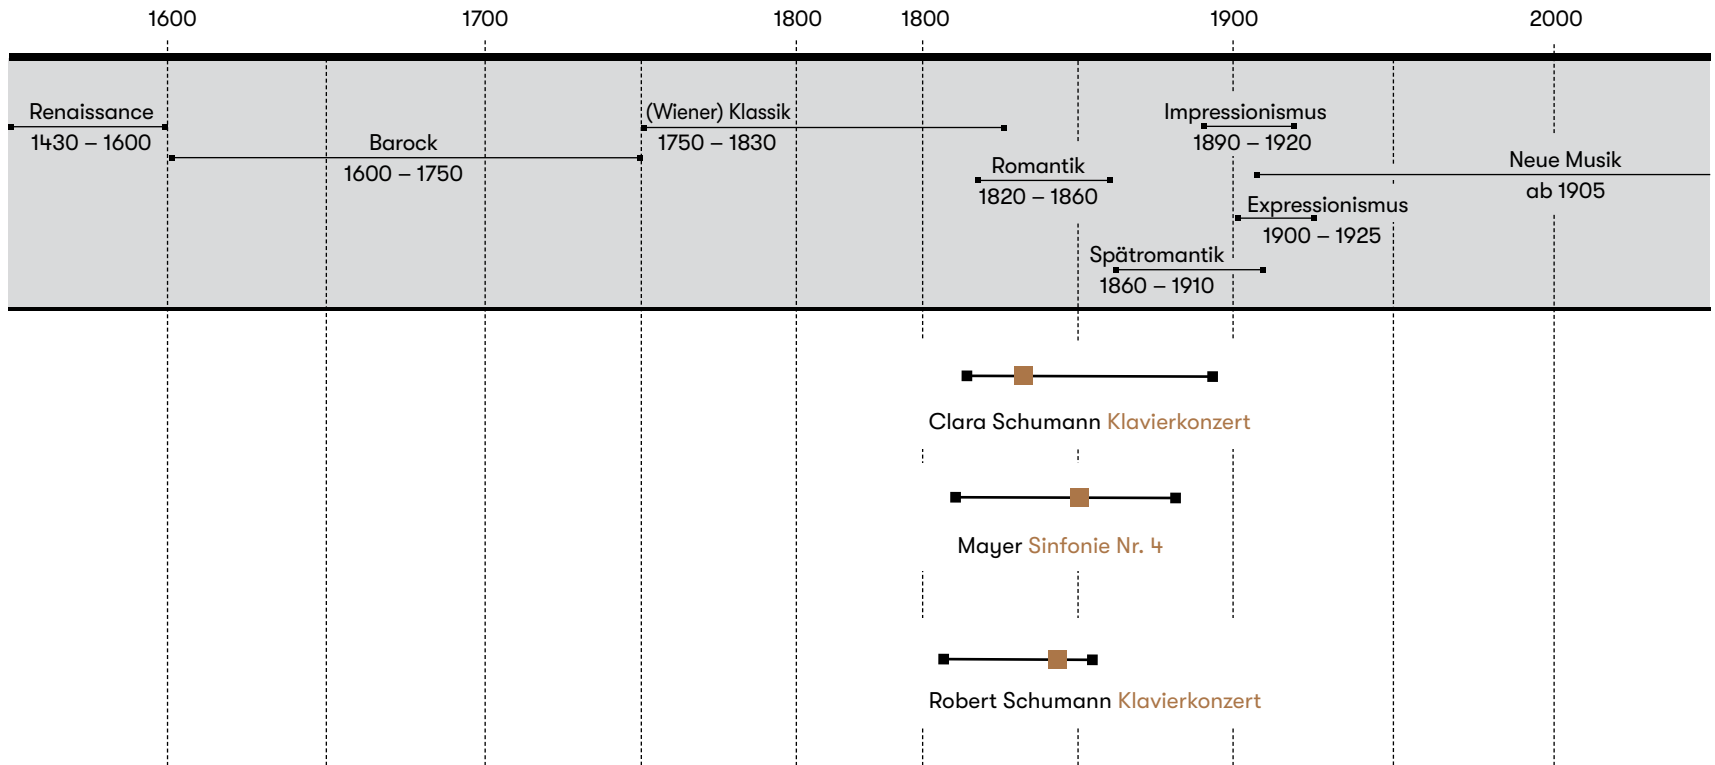 1600 1700 1800 1800 1900 2000
Renaissance
1430 – 1600
Barock
1600 – 1750
(Wiener) Klassik
1750 – 1830
Romantik
1820 – 1860
Impressionismus
1890 – 1920
Neue Musik
ab 1905
Expressionismus
1900 – 1925
Spätromantik
1860 – 1910
Clara Schumann Klavierkonzert
Mayer Sinfonie Nr. 4
Robert Schumann Klavierkonzert